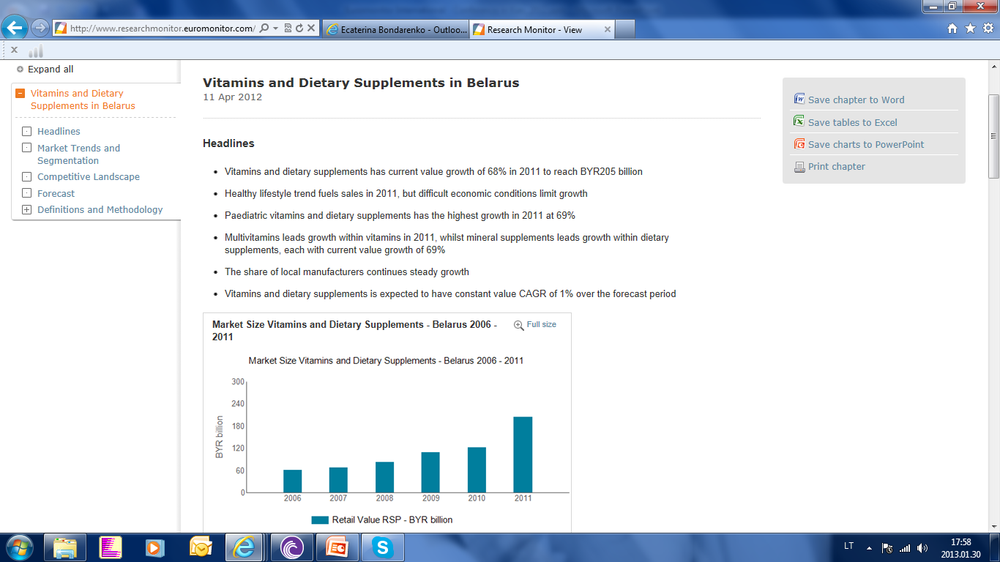 http://www.researchmonitor.euromonitor.com/
Ecaterina Bondarenko - Outloo...
Research Monitor - View
x
Expand all
Vitamins and Dietary
Supplements in Belarus
Headlines
Market Trends and
Segmentation
Competitive Landscape
Forecast
Definitions and Methodology
Vitamins and Dietary Supplements in Belarus
11 Apr 2012
Headlines
• Vitamins and dietary supplements has current value growth of 68% in 2011 to reach BYR205 billion
• Healthy lifestyle trend fuels sales in 2011, but difficult economic conditions limit growth
• Paediatric vitamins and dietary supplements has the highest growth in 2011 at 69%
• Multivitamins leads growth within vitamins in 2011, whilst mineral supplements leads growth within dietary
supplements, each with current value growth of 69%
• The share of local manufacturers continues steady growth
• Vitamins and dietary supplements is expected to have constant value CAGR of 1% over the forecast period
Save chapter to Word
Save tables to Excel
Save charts to PowerPoint
Print chapter
Market Size Vitamins and Dietary Supplements - Belarus 2006 -
2011
Full size
Market Size Vitamins and Dietary Supplements - Belarus 2006 - 2011
BYR billion
300
240
180
120
60
0
2006 2007 2008 2009 2010 2011
Retail Value RSP - BYR billion
LT
17:58
2013.01.30